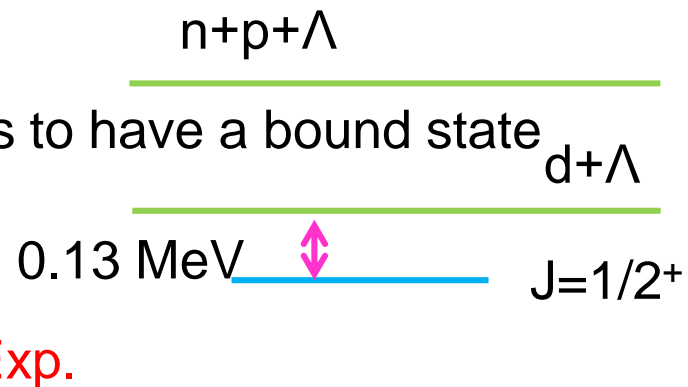 n+p+Λ
s to have a bound state
d+Λ
0.13 MeV
J=1/2⁺
Exp.